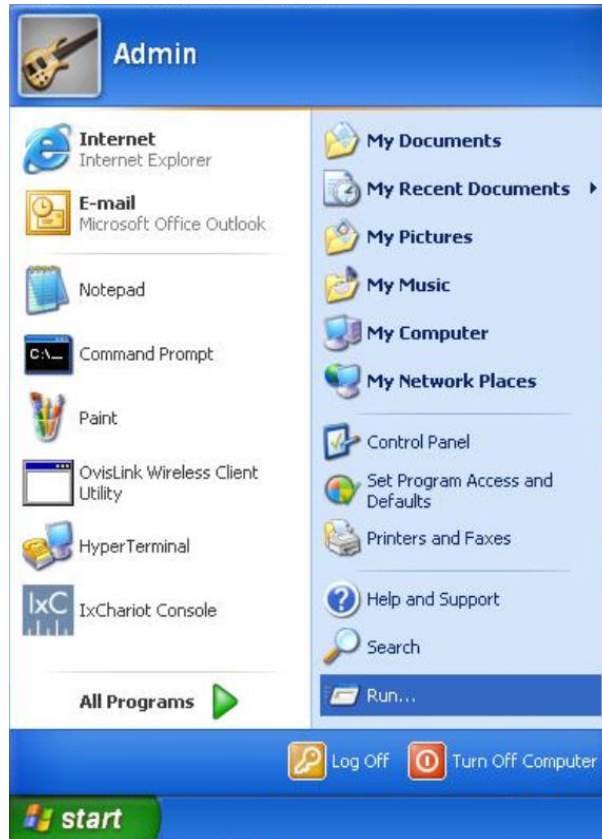 Admin
Internet
Internet Explorer
E-mail
Microsoft Office Outlook
Notepad
C:\_
Command Prompt
Paint
OvisLink Wireless Client
Utility
HyperTerminal
IxC
IxChariot Console
All Programs
My Documents
My Recent Documents
My Pictures
My Music
My Computer
My Network Places
Control Panel
Set Program Access and
Defaults
Printers and Faxes
Help and Support
Search
Run...
Log Off
Turn Off Computer
start